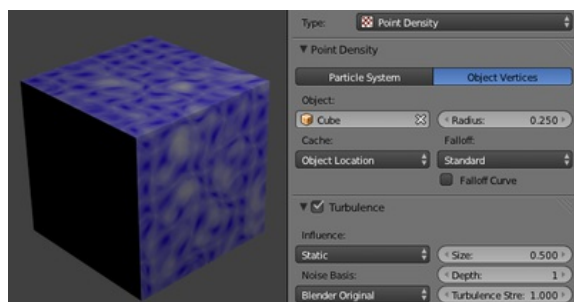 Type: Point Density
Point Density
Particle System Object Vertices
Object:
Cube Radius: 0.250
Cache: Falloff:
Object Location Standard
Falloff Curve
Turbulence
Influence:
Static Size: 0.500
Noise Basis: Depth: 1
Blender Original Turbulence Stre: 1.000